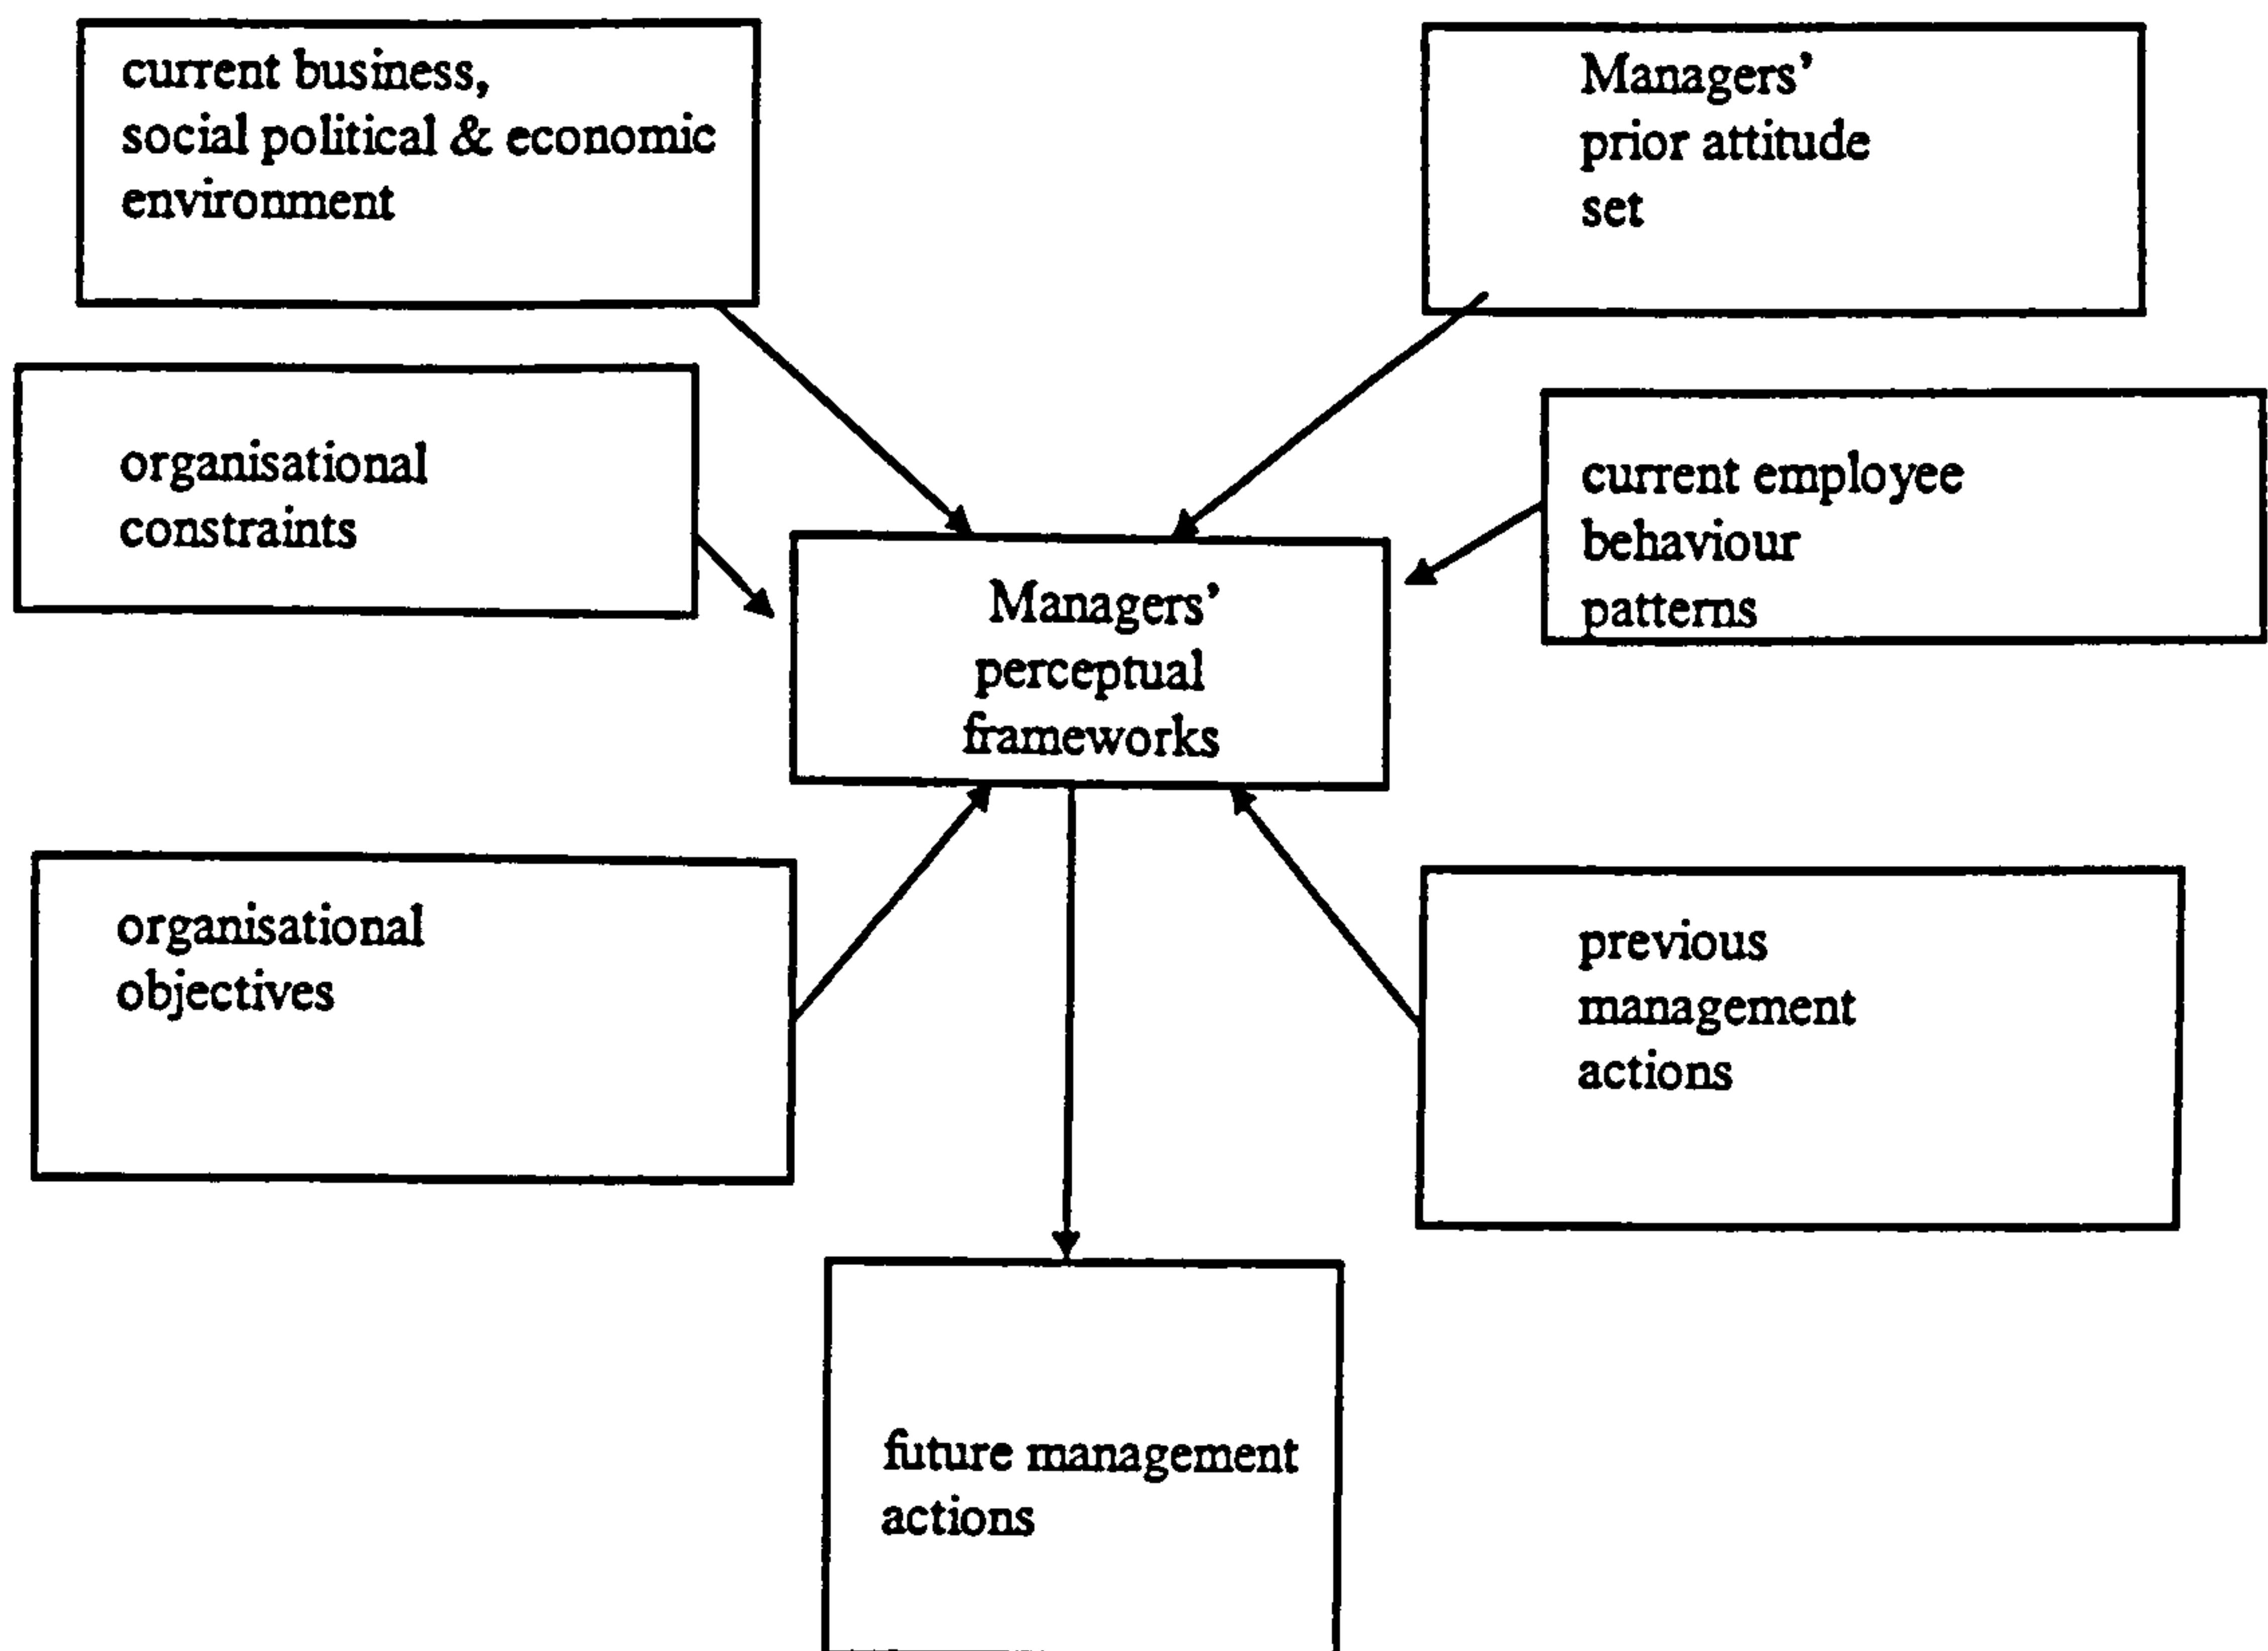 current business,
social political & economic
environment
Managers'
prior attitude
set
organisational
constraints
current employee
behaviour
patterns
Managers'
perceptual
frameworks
organisational
objectives
previous
management
actions
future management
actions